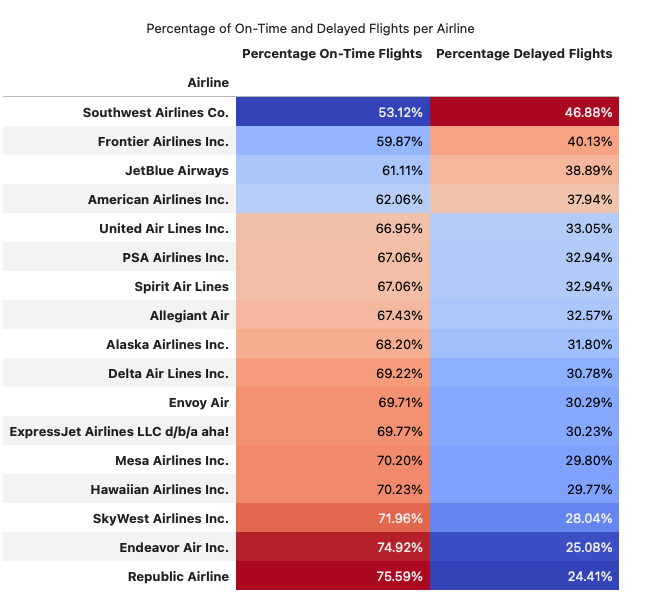 Percentage of On-Time and Delayed Flights per Airline
Percentage On-Time Flights Percentage Delayed Flights
Airline
Southwest Airlines Co. 53.12% 46.88%
Frontier Airlines Inc. 59.87% 40.13%
JetBlue Airways 61.11% 38.89%
American Airlines Inc. 62.06% 37.94%
United Air Lines Inc. 66.95% 33.05%
PSA Airlines Inc. 67.06% 32.94%
Spirit Air Lines 67.06% 32.94%
Allegiant Air 67.43% 32.57%
Alaska Airlines Inc. 68.20% 31.80%
Delta Air Lines Inc. 69.22% 30.78%
Envoy Air 69.71% 30.29%
ExpressJet Airlines LLC d/b/a aha! 69.77% 30.23%
Mesa Airlines Inc. 70.20% 29.80%
Hawaiian Airlines Inc. 70.23% 29.77%
SkyWest Airlines Inc. 71.96% 28.04%
Endeavor Air Inc. 74.92% 25.08%
Republic Airline 75.59% 24.41%